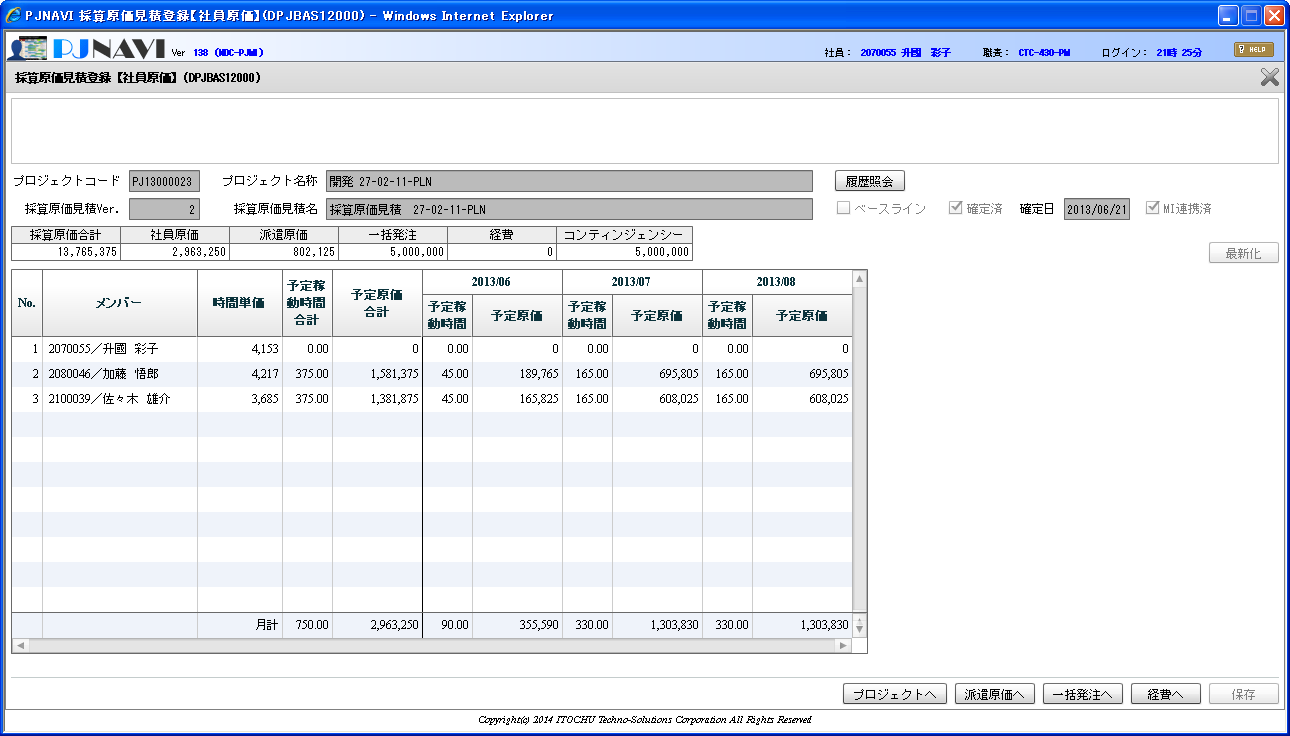 PJNAVI 採算原価見積登録【社員原価】(DPJBAS12000) - Windows Internet Explorer
PJNAVI Ver 138 (NDC-PJMI) 社員： 2070055 升國 彩子 職責： CTC-430-PM ログイン： 21時 25分 ? HELP
採算原価見積登録【社員原価】(DPJBAS12000)
プロジェクトコード PJ13000023 プロジェクト名称 開発 27-02-11-PLN 履歴照会
採算原価見積Ver. 2 採算原価見積名 採算原価見積 27-02-11-PLN ベースライン 確定済 確定日 2013/06/21 MI連携済
採算原価合計 社員原価 派遣原価 一括発注 経費 コンティンジェンシー
13,765,375 2,963,250 802,125 5,000,000 0 5,000,000
最新化
No. メンバー 時間単価 予定稼動時間合計 予定原価合計 2013/06 2013/07 2013/08
予定稼動時間 予定原価 予定稼動時間 予定原価 予定稼動時間 予定原価
1 2070055／升國 彩子 4,153 0.00 0 0.00 0 0.00 0 0.00 0
2 2080046／加藤 悟郎 4,217 375.00 1,581,375 45.00 189,765 165.00 695,805 165.00 695,805
3 2100039／佐々木 雄介 3,685 375.00 1,381,875 45.00 165,825 165.00 608,025 165.00 608,025
月計 750.00 2,963,250 90.00 355,590 330.00 1,303,830 330.00 1,303,830
プロジェクトへ 派遣原価へ 一括発注へ 経費へ 保存
Copyright(c) 2014 ITOCHU Techno-Solutions Corporation All Rights Reserved